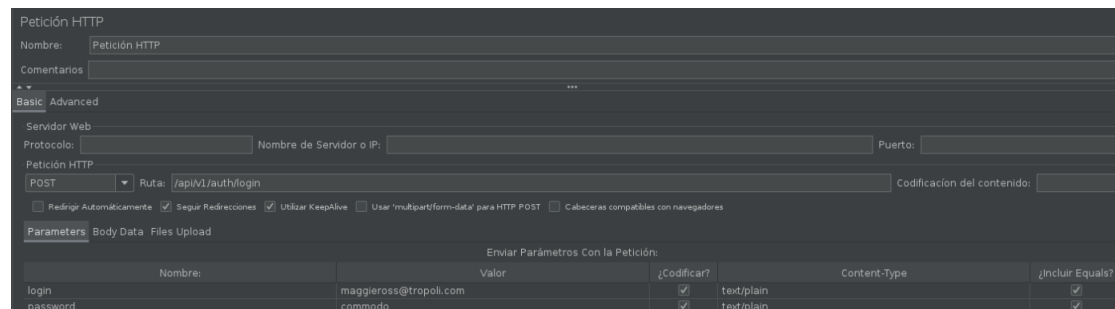 Petición HTTP
Nombre: Petición HTTP
Comentarios
Basic Advanced
Servidor Web
Protocolo: Nombre de Servidor o IP: Puerto:
Petición HTTP
POST Ruta: /api/v1/auth/login Codificacíon del contenido:
Redirigir Automáticamente Seguir Redirecciones Utilizar KeepAlive Usar 'multipart/form-data' para HTTP POST Cabeceras compatibles con navegadores
Parameters Body Data Files Upload
Enviar Parámetros Con la Petición:
Nombre: Valor ¿Codificar? Content-Type ¿Incluir Equals?
login maggieross@tropoli.com text/plain
password commodo text/plain